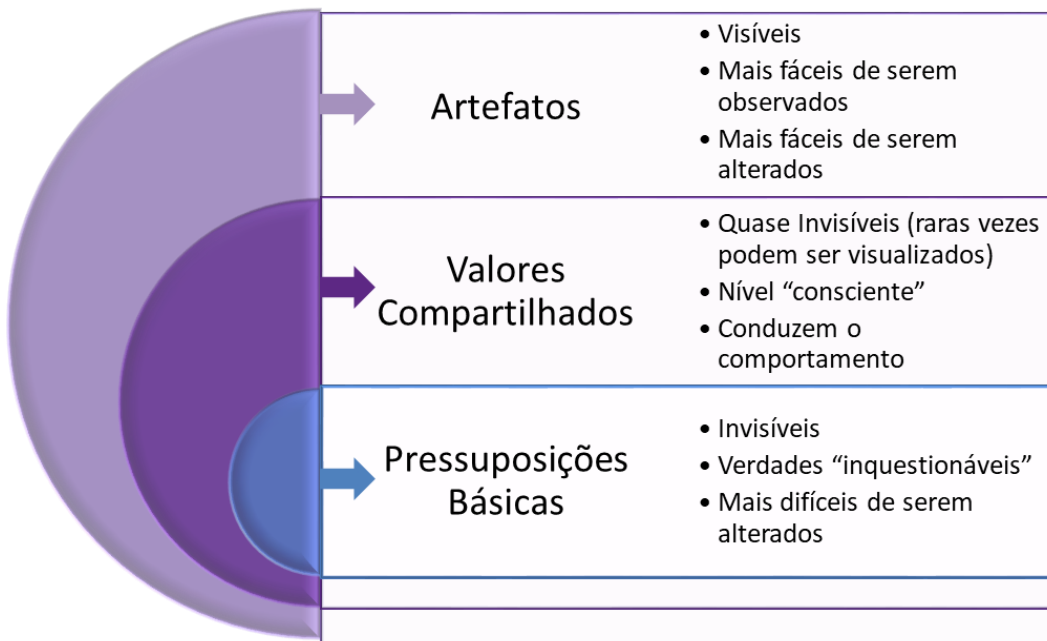 Artefatos
• Visíveis
• Mais fáceis de serem
observados
• Mais fáceis de serem
alterados
Valores
Compartilhados
• Quase Invisíveis (raras vezes
podem ser visualizados)
• Nível “consciente”
• Conduzem o
comportamento
Pressuposições
Básicas
• Invisíveis
• Verdades “inquestionáveis”
• Mais difíceis de serem
alterados